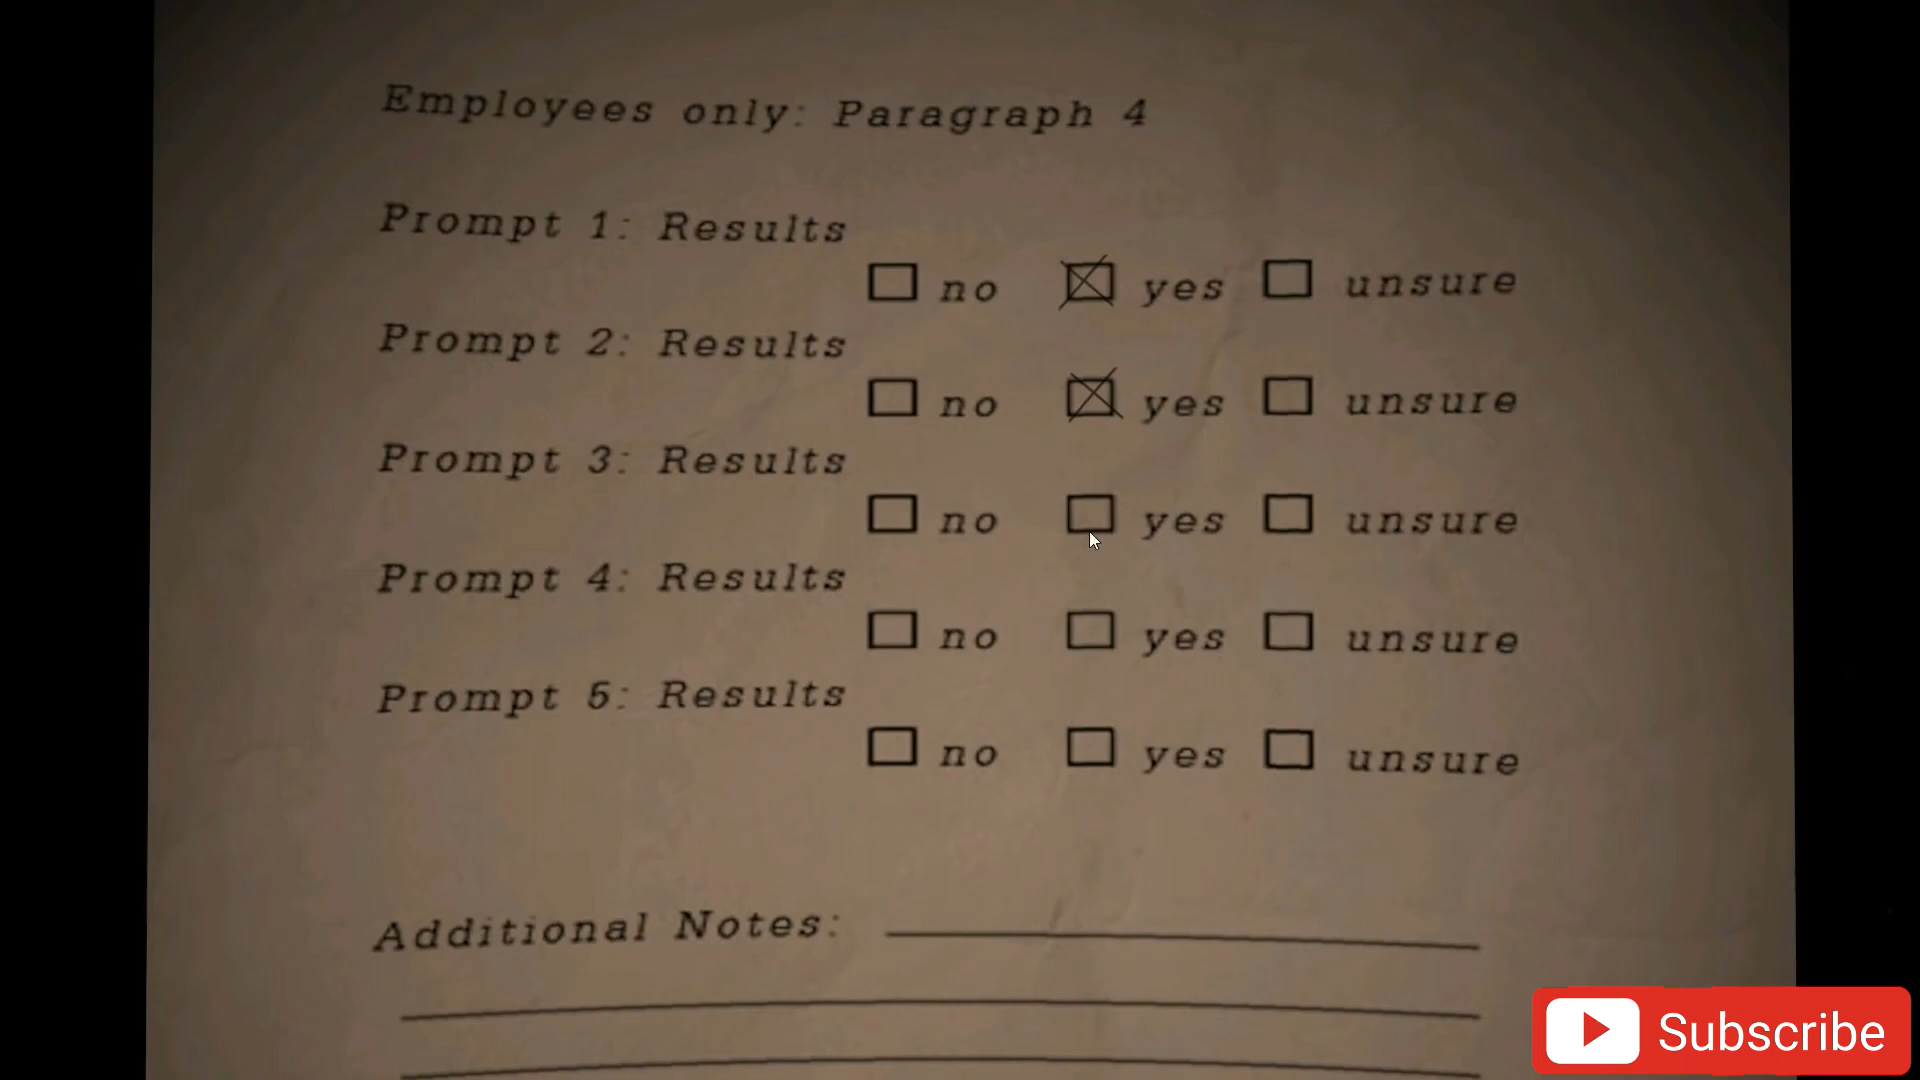 Employees only: Paragraph 4
Prompt 1: Results
no yes unsure
Prompt 2: Results
no yes unsure
Prompt 3: Results
no yes unsure
Prompt 4: Results
no yes unsure
Prompt 5: Results
no yes unsure
Additional Notes:
Subscribe